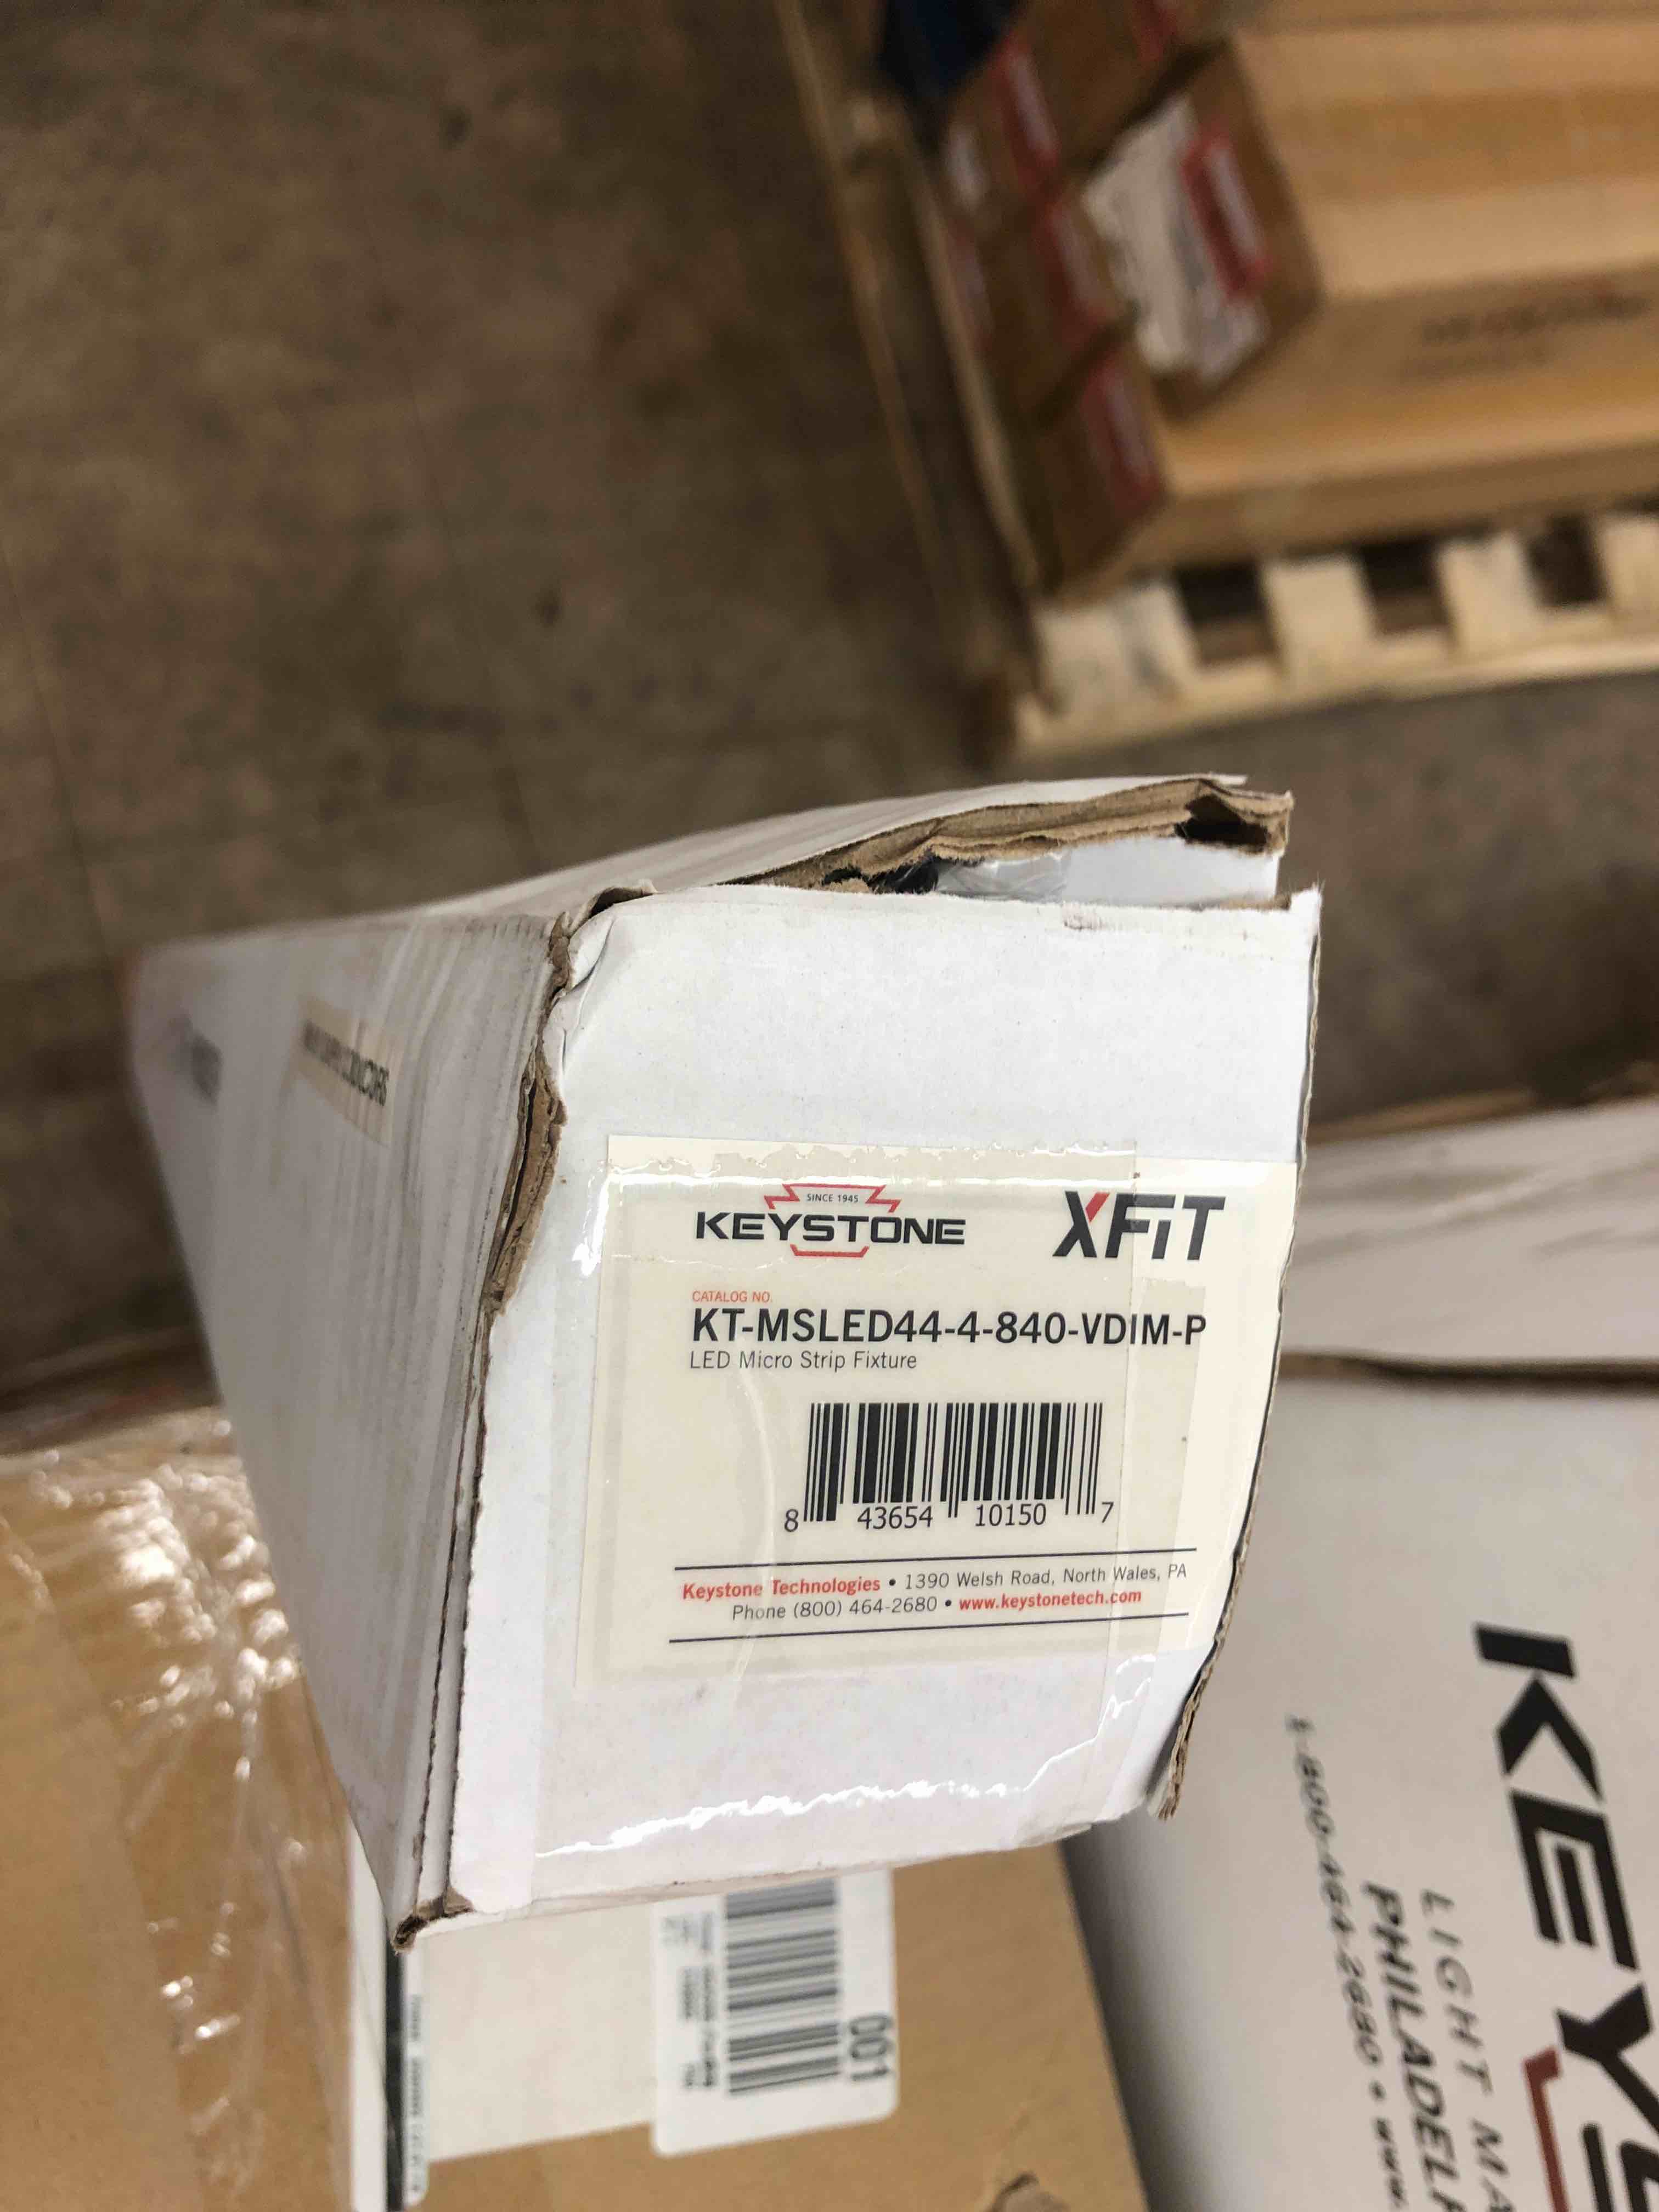 SINCE 1945
KEYSTONE
XFiT
CATALOG NO.
KT-MSLED44-4-840-VDIM-P
LED Micro Strip Fixture
8 43654 10150 7
Keystone Technologies • 1390 Welsh Road, North Wales, PA
Phone (800) 464-2680 • www.keystonetech.com
KEYS
LIGHT MA
PHILADELP
1-800-464-2680 • www.
001